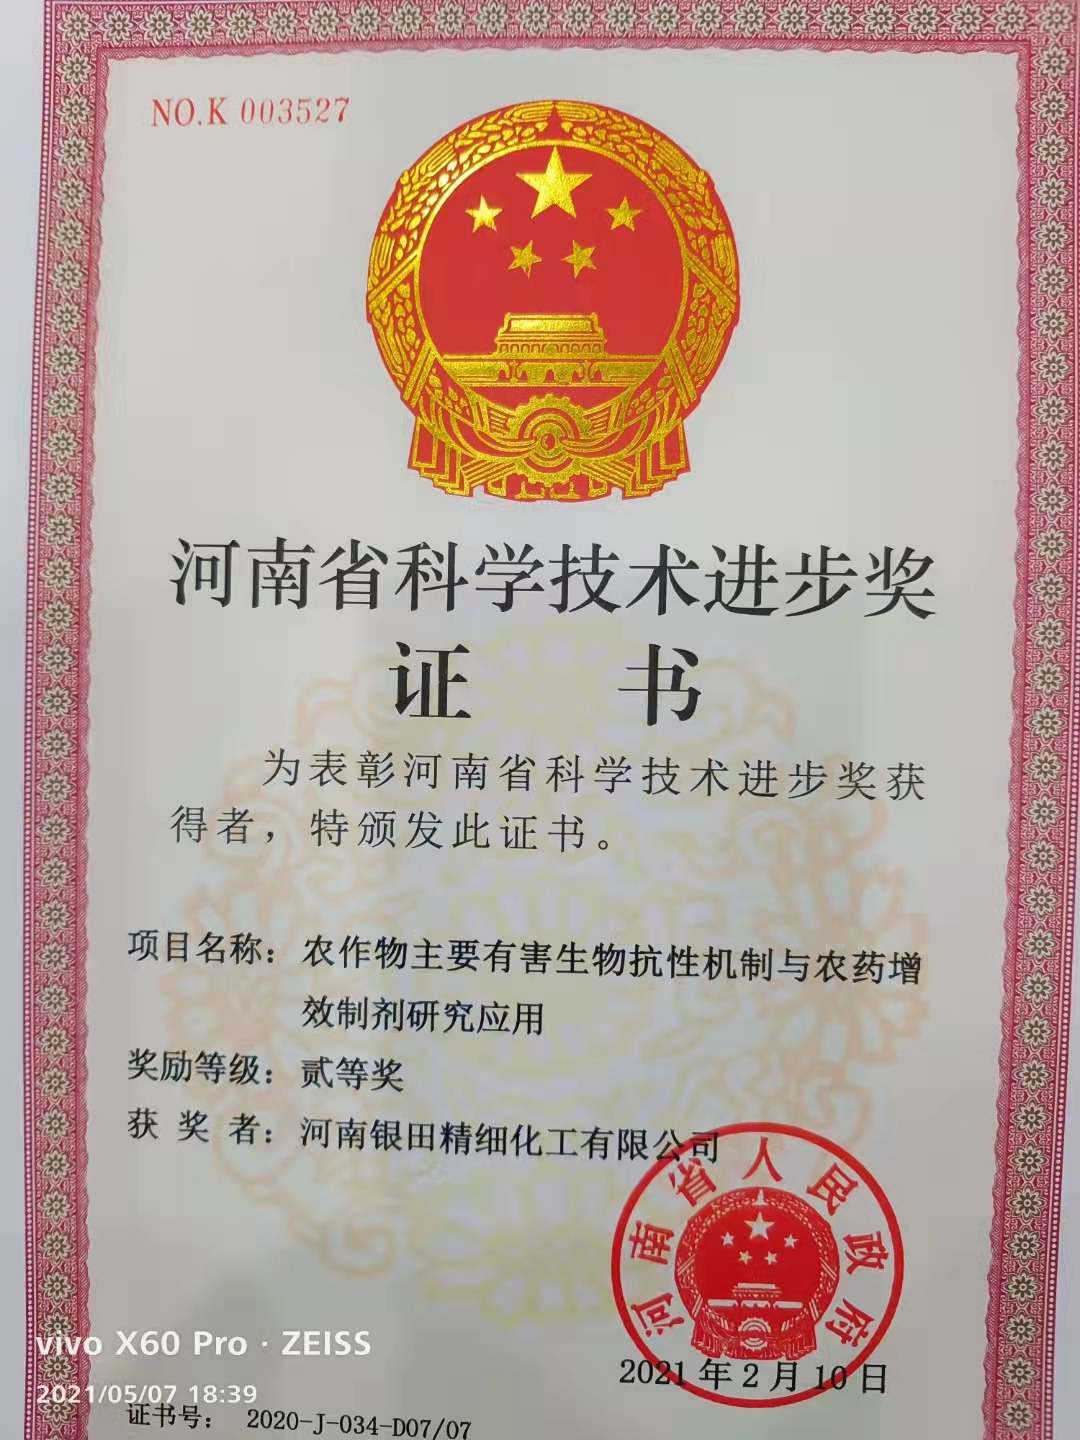 NO.K 003527
河南省科学技术进步奖
证 书
为表彰河南省科学技术进步奖获
得者，特颁发此证书。
项目名称：农作物主要有害生物抗性机制与农药增
效制剂研究应用
奖励等级：贰等奖
获 奖 者：河南银田精细化工有限公司
河南省人民政府
2021年2月10日
vivo X60 Pro · ZEISS
2021/05/07 18:39
证书号： 2020-J-034-D07/07